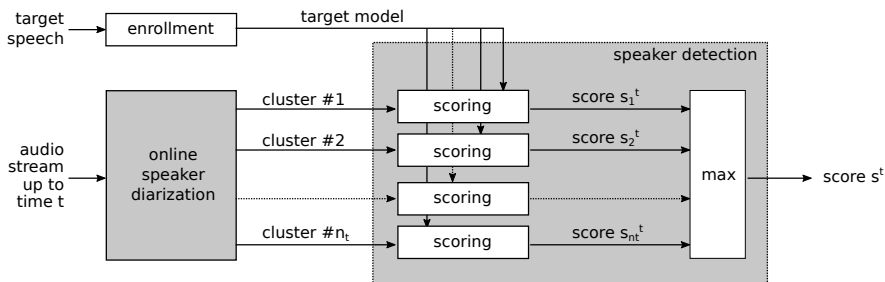 target
speech
enrollment
target model
speaker detection
audio
stream
up to
time t
online
speaker
diarization
cluster #1
scoring
score s₁ᵗ
cluster #2
scoring
score s₂ᵗ
scoring
cluster #nₜ
scoring
score sₙₜᵗ
max
score sᵗ